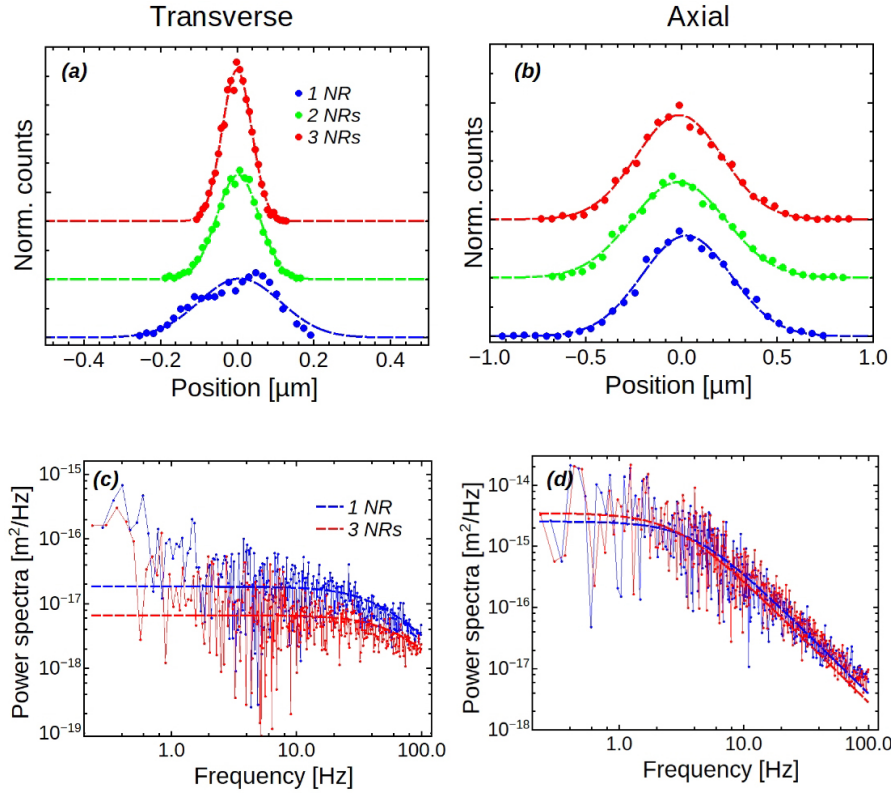 Transverse
Axial
(a)
1 NR
2 NRs
3 NRs
Norm. counts
−0.4 −0.2 0.0 0.2 0.4
Position [µm]
(b)
Norm. counts
−1.0 −0.5 0.0 0.5 1.0
Position [µm]
(c)
1 NR
3 NRs
Power spectra [m²/Hz]
10⁻¹⁵
10⁻¹⁶
10⁻¹⁷
10⁻¹⁸
10⁻¹⁹
1.0 10.0 100.0
Frequency [Hz]
(d)
Power spectra [m²/Hz]
10⁻¹⁴
10⁻¹⁵
10⁻¹⁶
10⁻¹⁷
10⁻¹⁸
1.0 10.0 100.0
Frequency [Hz]